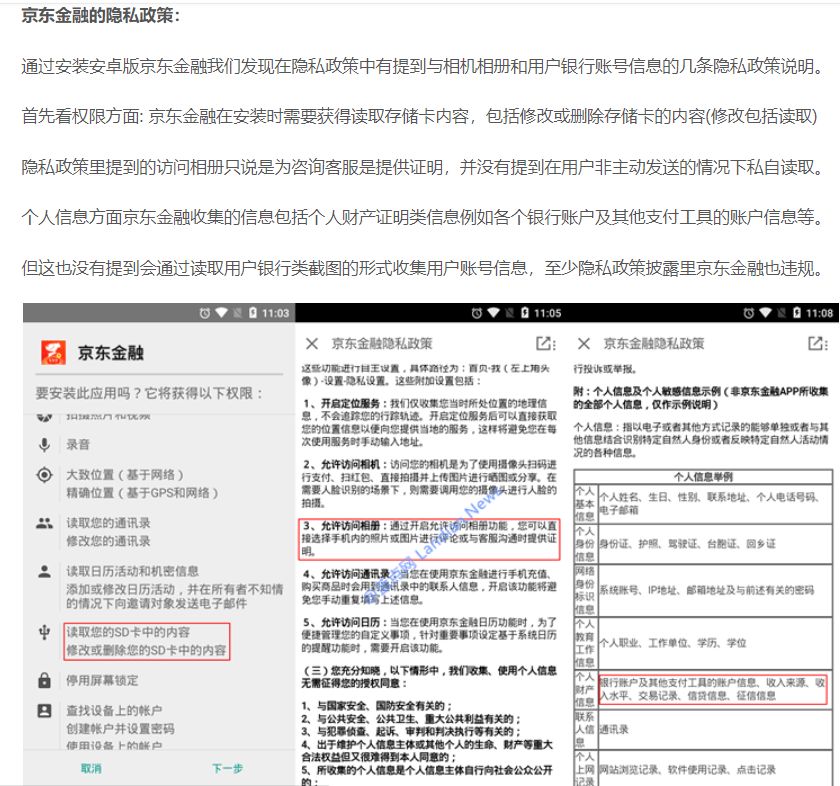 京东金融的隐私政策：
通过安装安卓版京东金融我们发现在隐私政策中有提到与相机相册和用户银行账号信息的几条隐私政策说明。
首先看权限方面: 京东金融在安装时需要获得读取存储卡内容，包括修改或删除存储卡的内容(修改包括读取)
隐私政策里提到的访问相册只说是为咨询客服是提供证明，并没有提到在用户非主动发送的情况下私自读取。
个人信息方面京东金融收集的信息包括个人财产证明类信息例如各个银行账户及其他支付工具的账户信息等。
但这也没有提到会通过读取用户银行类截图的形式收集用户账号信息，至少隐私政策披露里京东金融也违规。
11:03
京东金融
要安装此应用吗？它将获得以下权限：
拍摄照片和视频
录音
大致位置（基于网络）
精确位置（基于GPS和网络）
读取您的通讯录
修改您的通讯录
读取日历活动和机密信息
添加或修改日历活动，并在所有者不知情
的情况下向邀请对象发送电子邮件
读取您的SD卡中的内容
修改或删除您的SD卡中的内容
停用屏幕锁定
查找设备上的帐户
创建帐户并设置密码
使用设备上的帐户
取消
下一步
11:05
京东金融隐私政策
这些功能进行自主设置，具体路径为：首页-我（左上角头
像）-设置-隐私设置。这些附加设置包括：
1、开启定位服务：我们仅收集您当时所处位置的地理信
息，不会追踪您的行踪轨迹。开启定位服务后可以直接获取
您的位置信息以便向您提供当地的服务，这样将避免您在每
次使用服务时手动输入地址。
2、允许访问相机：访问您的相机是为了使用摄像头扫码进
行支付、扫红包、直接拍摄并上传图片进行晒图或分享。在
需要人脸识别的场景下，则需要调用您的摄像头进行人脸的
拍摄。
3、允许访问相册：通过开启允许访问相册功能，您可以直
接选择手机内的照片或图片进行评论或与客服沟通时提供证
明。
4、允许访问通讯录：当您在使用京东金融进行手机充值、
购买商品时会用到通讯录中的联系人信息，开启该功能将避
免您手动重复填写上述信息。
5、允许访问日历：当您在使用京东金融日历功能时，为了
便捷管理您的自定义事项，针对重要事项设定基于系统日历
的提醒功能时，需要开启该功能。
（三）您充分知晓，以下情形中，我们收集、使用个人信息
无需征得您的授权同意：
1、与国家安全、国防安全有关的；
2、与公共安全、公共卫生、重大公共利益有关的；
3、与犯罪侦查、起诉、审判和判决执行等有关的；
4、出于维护个人信息主体或其他个人的生命、财产等重大
合法权益但又很难得到本人同意的；
5、所收集的个人信息是个人信息主体自行向社会公众公开
的；
Landian News
11:08
京东金融隐私政策
行投诉或举报。
附：个人信息及个人敏感信息示例（非京东金融APP所收集
的全部个人信息，仅作示例说明）
个人信息：指以电子或者其他方式记录的能够单独或者与其
他信息结合识别特定自然人身份或者反映特定自然人活动情
况的各种信息。
个人信息举例
个人基本信息
个人姓名、生日、性别、联系地址、个人电话号码、
电子邮箱
个人身份信息
身份证、护照、驾驶证、台胞证、回乡证
网络身份标识信息
系统账号、IP地址、邮箱地址及与前述有关的密码
个人教育工作信息
个人职业、工作单位、学历、学位
个人财产信息
银行账户及其他支付工具的账户信息、收入来源、收
入水平、交易记录、信贷信息、征信信息
联系人信息
通讯录
个人上网记录
网站浏览记录、软件使用记录、点击记录